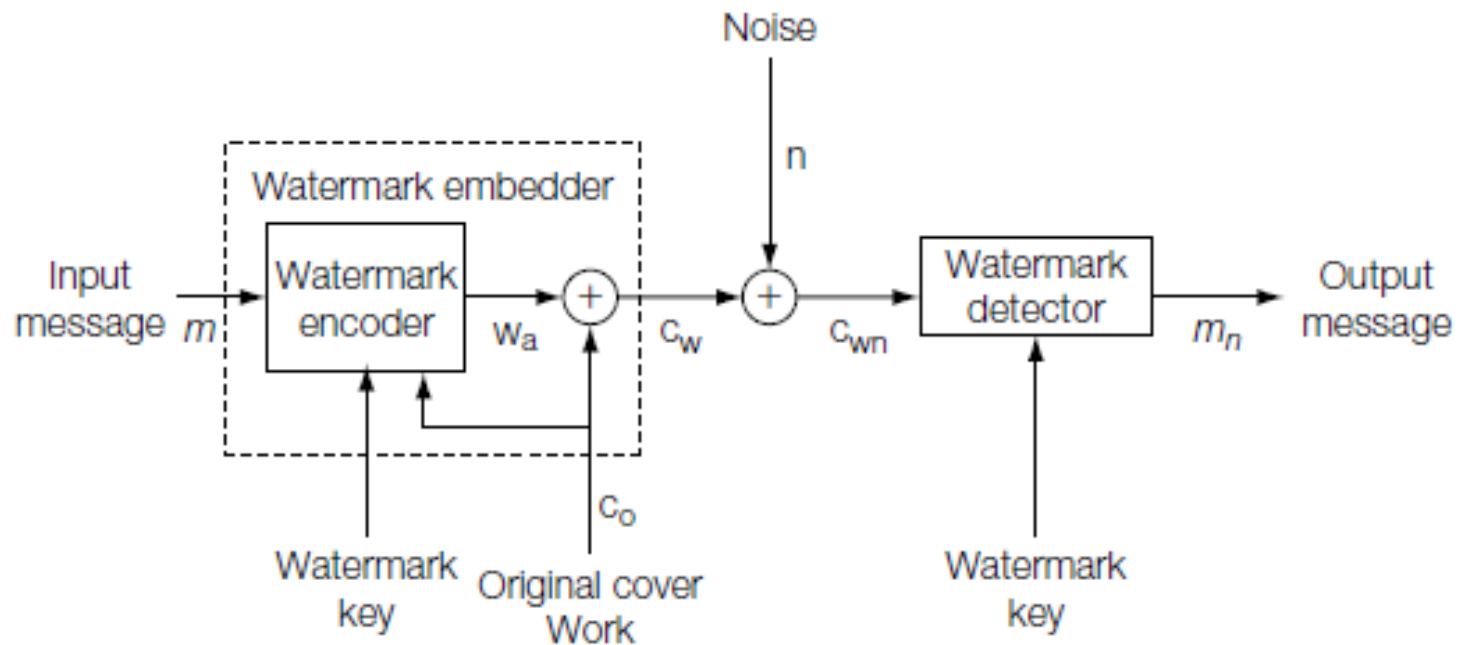 Noise
n
Watermark embedder
Input
message
m
Watermark
encoder
wa
+
cw
+
cwn
Watermark
detector
mn
Output
message
co
Watermark
key
Original cover
Work
Watermark
key